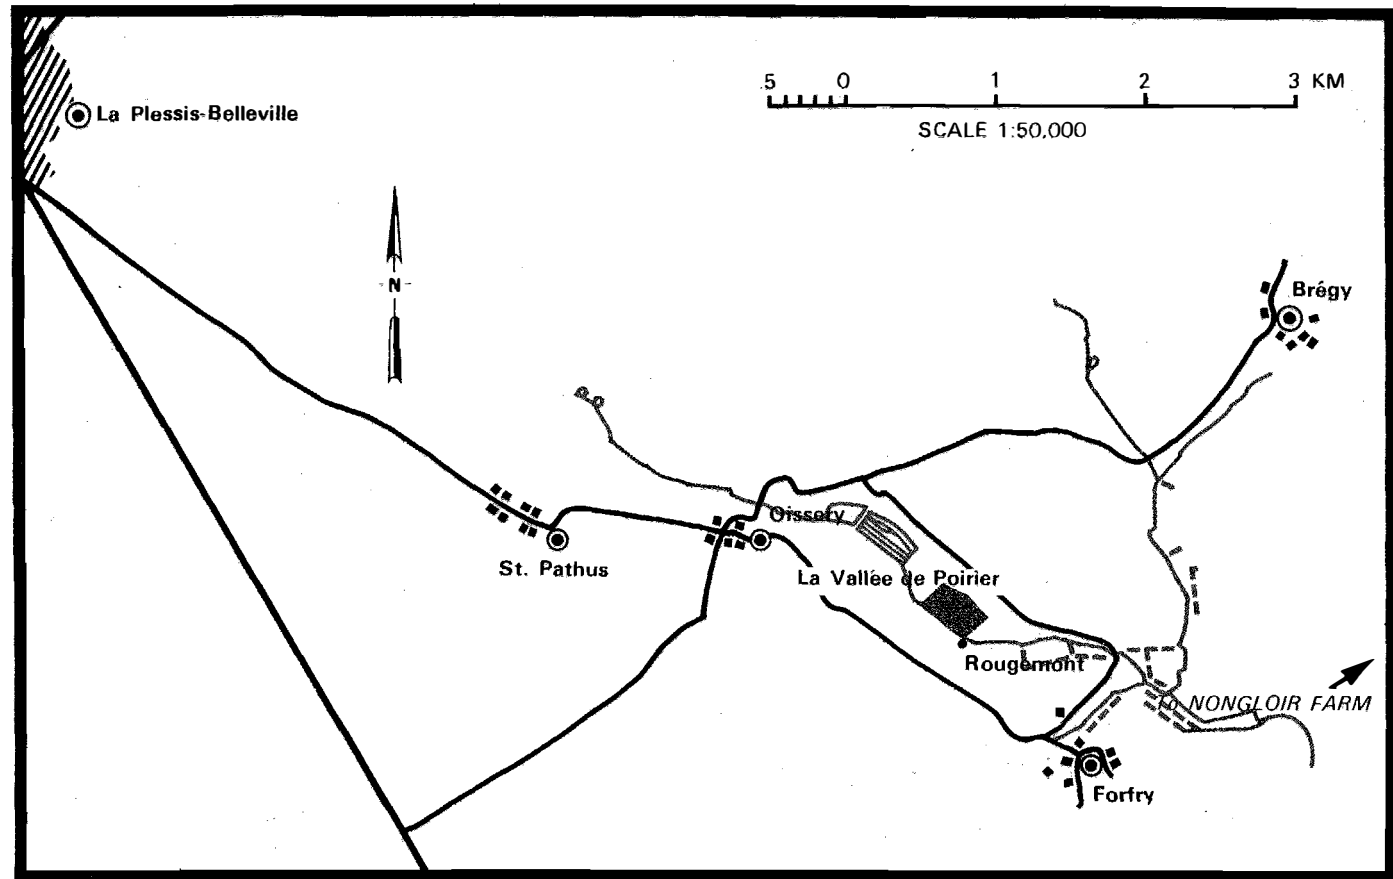 .5 0 1 2 3 KM
SCALE 1:50,000
La Plessis-Belleville
N
Brégy
Oissery
St. Pathus
La Vallée de Poirier
Rougemont
To NONGLOIR FARM
Forfry